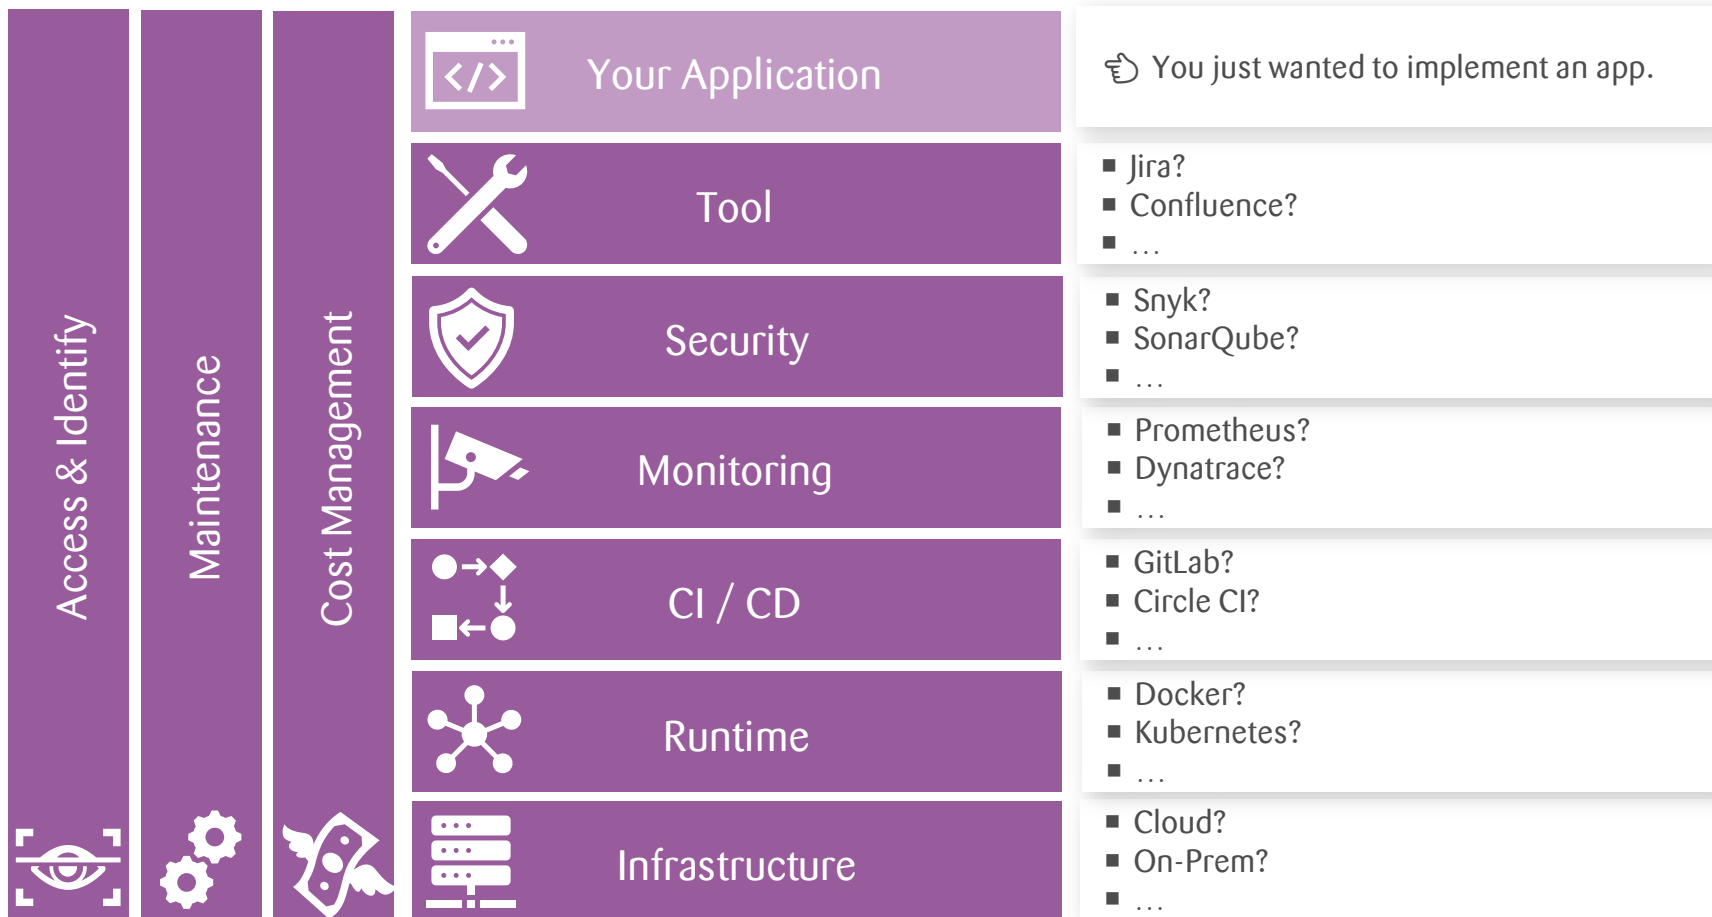 Access & Identify
Maintenance
Cost Management
Your Application
You just wanted to implement an app.
Tool
Jira?
Confluence?
...
Security
Snyk?
SonarQube?
...
Monitoring
Prometheus?
Dynatrace?
...
CI / CD
GitLab?
Circle CI?
...
Runtime
Docker?
Kubernetes?
...
Infrastructure
Cloud?
On-Prem?
...